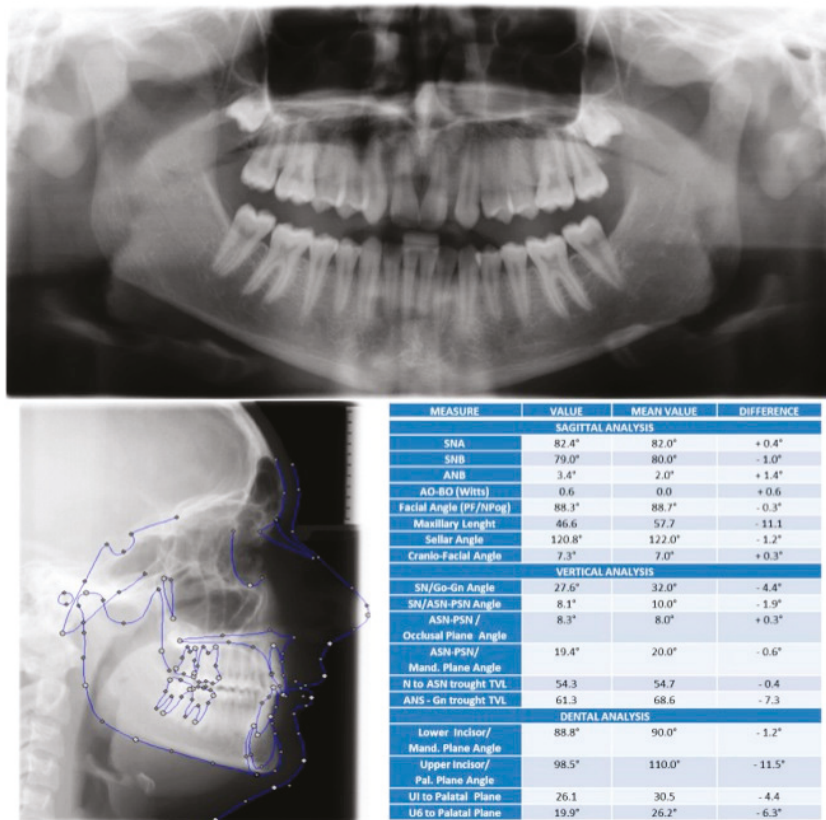 MEASURE VALUE MEAN VALUE DIFFERENCE
SAGITTAL ANALYSIS
SNA 82.4° 82.0° + 0.4°
SNB 79.0° 80.0° - 1.0°
ANB 3.4° 2.0° + 1.4°
AO-BO (Witts) 0.6 0.0 + 0.6
Facial Angle (PF/NPog) 88.3° 88.7° - 0.3°
Maxillary Lenght 46.6 57.7 - 11.1
Sellar Angle 120.8° 122.0° - 1.2°
Cranio-Facial Angle 7.3° 7.0° + 0.3°
VERTICAL ANALYSIS
SN/Go-Gn Angle 27.6° 32.0° - 4.4°
SN/ASN-PSN Angle 8.1° 10.0° - 1.9°
ASN-PSN / 8.3° 8.0° + 0.3°
Occlusal Plane Angle
ASN-PSN/ 19.4° 20.0° - 0.6°
Mand. Plane Angle
N to ASN trought TVL 54.3 54.7 - 0.4
ANS - Gn trought TVL 61.3 68.6 - 7.3
DENTAL ANALYSIS
Lower Incisor/ 88.8° 90.0° - 1.2°
Mand. Plane Angle
Upper Incisor/ 98.5° 110.0° - 11.5°
Pal. Plane Angle
UI to Palatal Plane 26.1 30.5 - 4.4
U6 to Palatal Plane 19.9° 26.2° - 6.3°